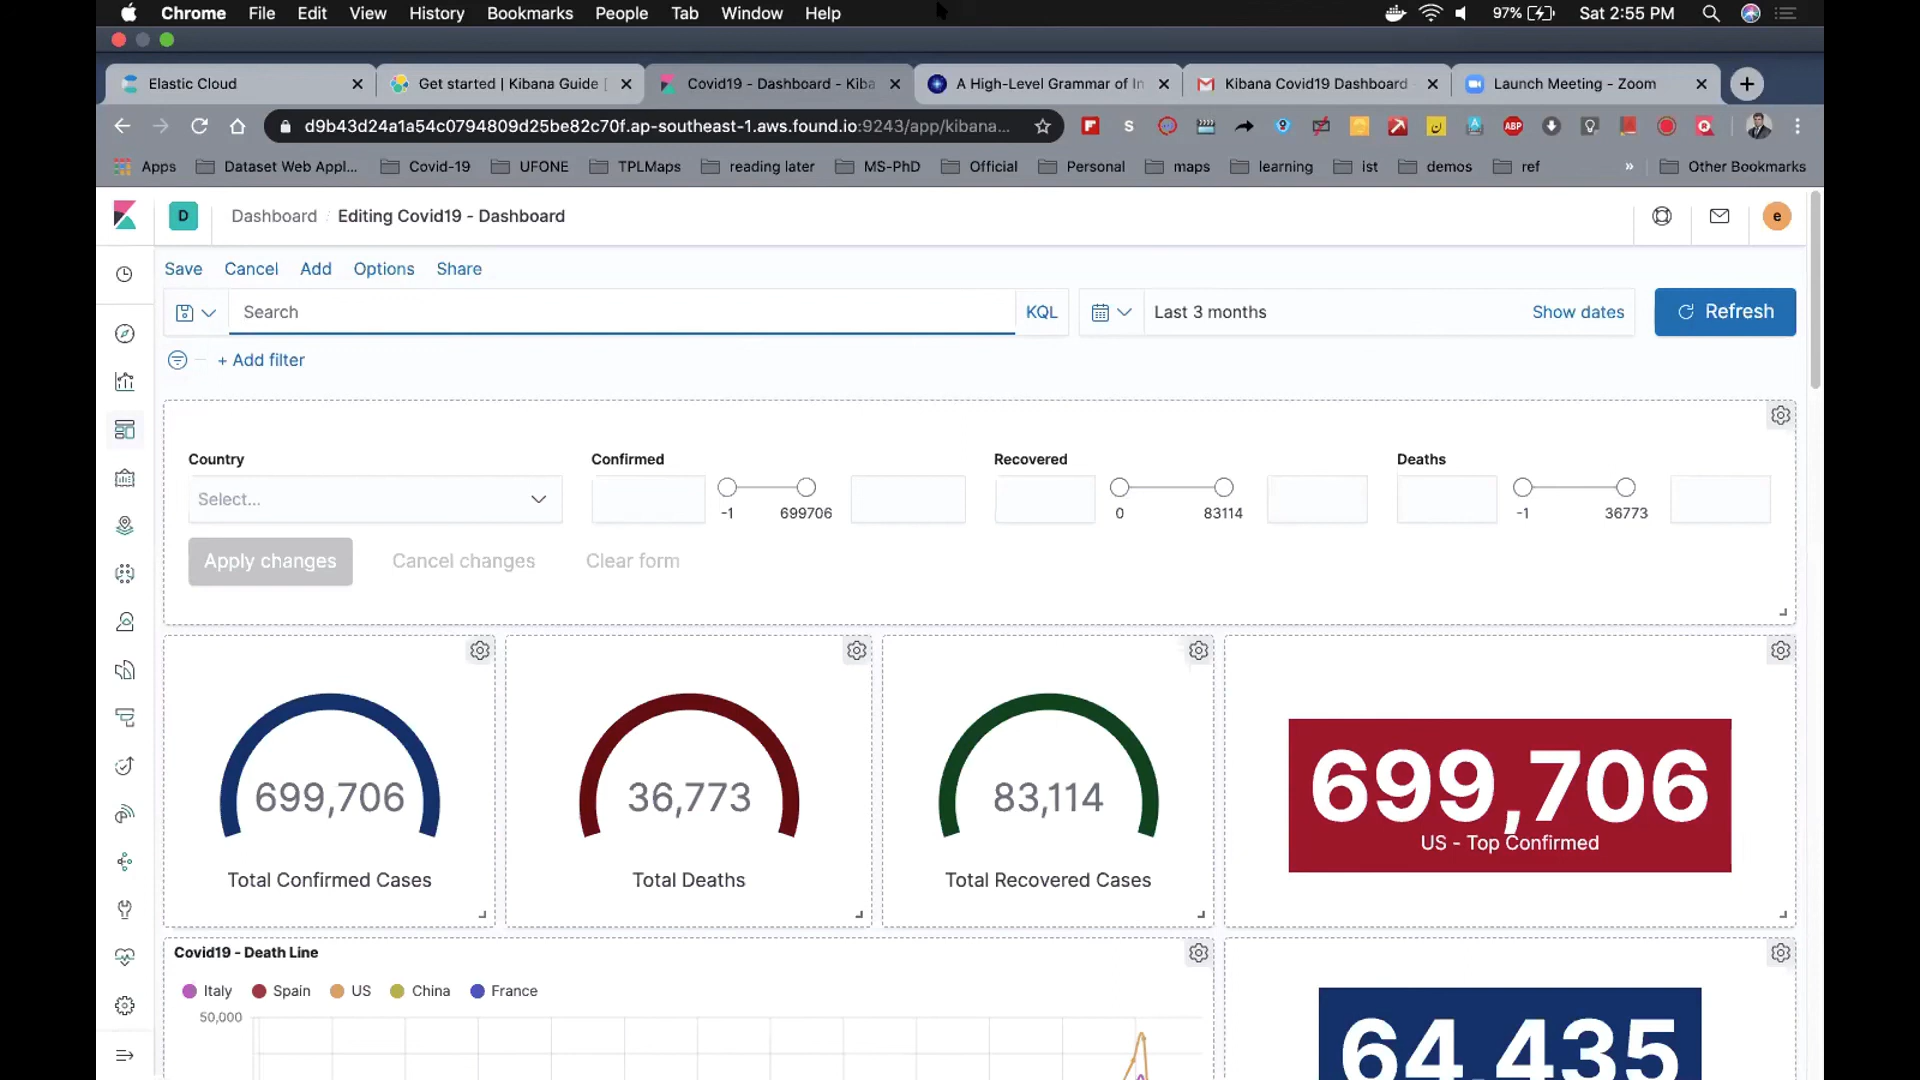 Chrome File Edit View History Bookmarks People Tab Window Help 97% Sat 2:55 PM
Elastic Cloud Get started | Kibana Guide [ Covid19 - Dashboard - Kiba A High-Level Grammar of In Kibana Covid19 Dashboard - Launch Meeting - Zoom
d9b43d24a1a54c0794809d25be82c70f.ap-southeast-1.aws.found.io:9243/app/kibana... S ABP
Apps Dataset Web Appl... Covid-19 UFONE TPLMaps reading later MS-PhD Official Personal maps learning ist demos ref » Other Bookmarks
D Dashboard / Editing Covid19 - Dashboard e
Save Cancel Add Options Share
Search KQL Last 3 months Show dates Refresh
+ Add filter
Country Confirmed Recovered Deaths
Select...
-1 699706 0 83114 -1 36773
Apply changes Cancel changes Clear form
699,706
Total Confirmed Cases
36,773
Total Deaths
83,114
Total Recovered Cases
699,706
US - Top Confirmed
Covid19 - Death Line
Italy Spain US China France
50,000
64,435